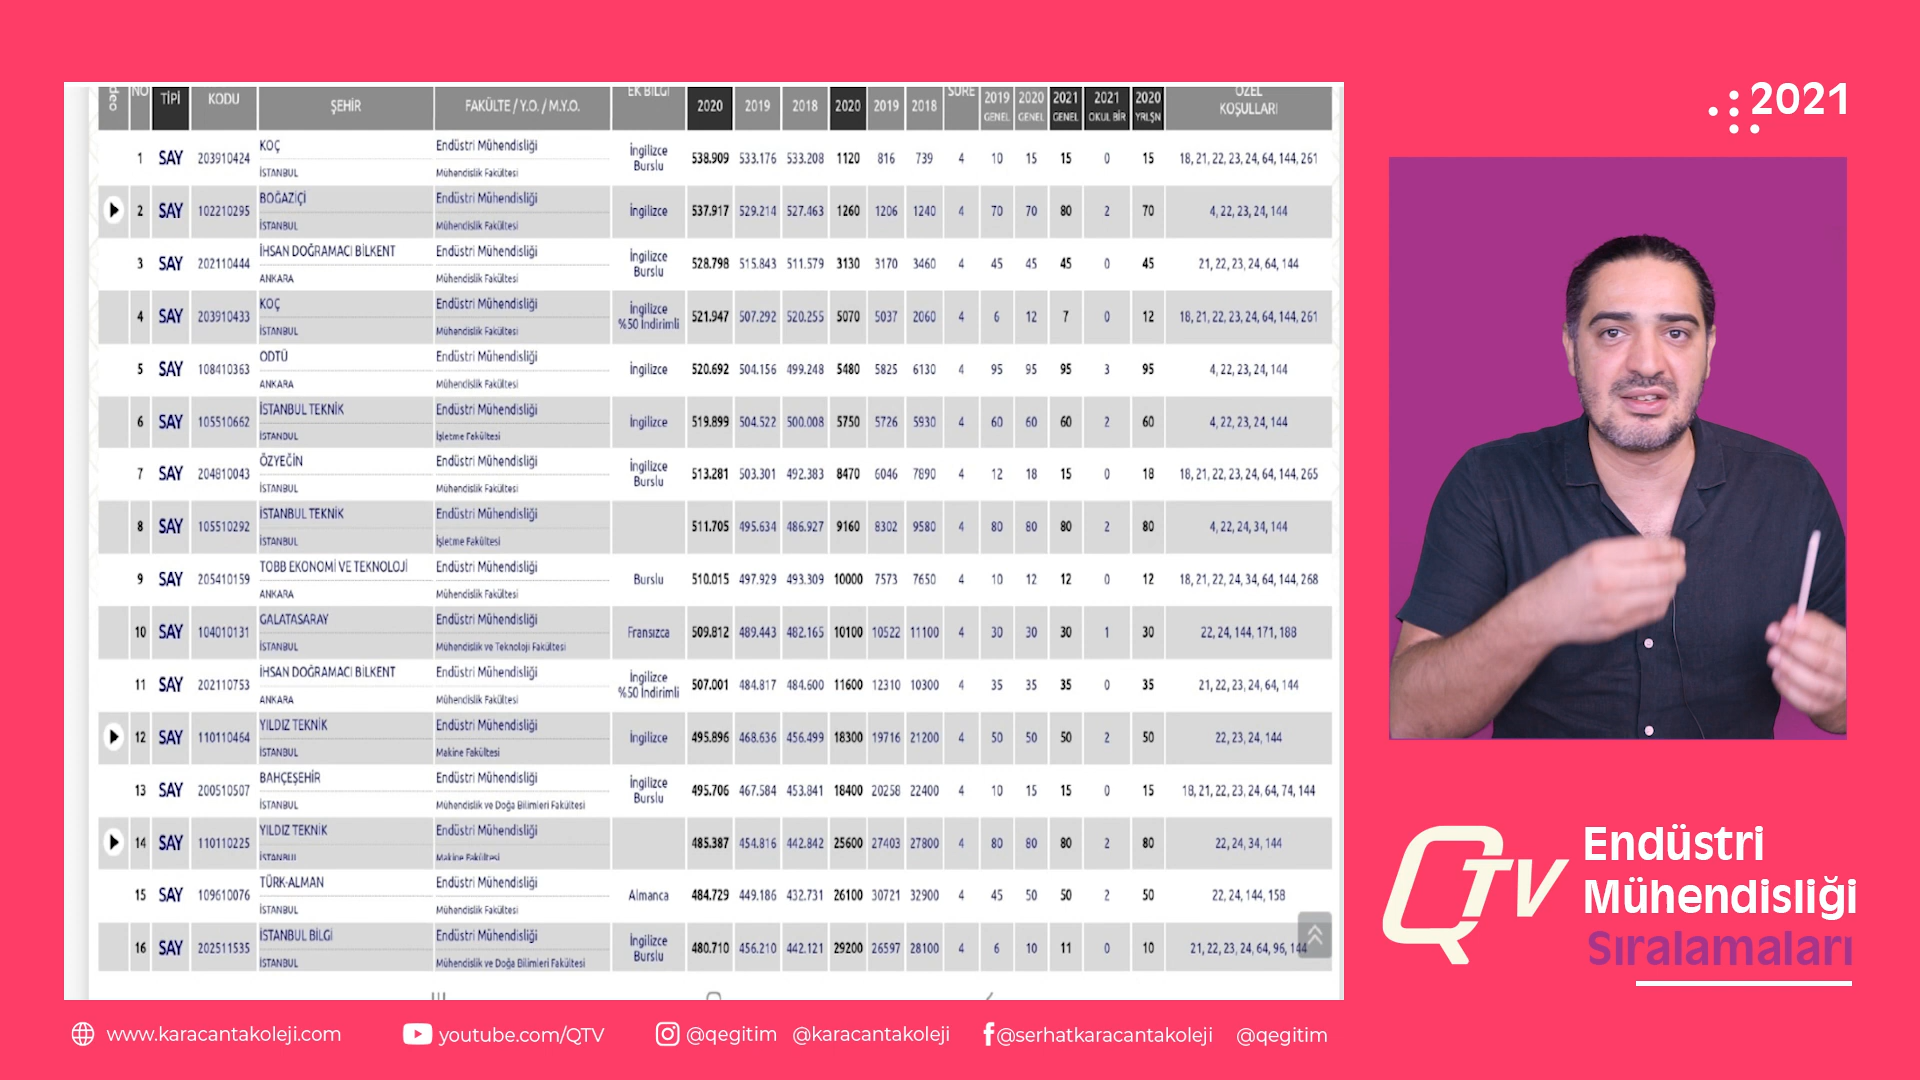 2021
deo NO TİPİ KODU ŞEHİR FAKÜLTE / Y.O. / M.Y.O. EK BİLGİ 2020 2019 2018 2020 2019 2018 SÜRE 2019 GENEL 2020 GENEL 2021 GENEL 2021 OKUL BİR 2020 YRLŞN ÖZEL KOŞULLARI
1 SAY 203910424 KOÇ İSTANBUL Endüstri Mühendisliği Mühendislik Fakültesi İngilizce Burslu 538.909 533.176 533.208 1120 816 739 4 10 15 15 0 15 18, 21, 22, 23, 24, 64, 144, 261
2 SAY 102210295 BOĞAZİÇİ İSTANBUL Endüstri Mühendisliği Mühendislik Fakültesi İngilizce 537.917 529.214 527.463 1260 1206 1240 4 70 70 80 2 70 4, 22, 23, 24, 144
3 SAY 202110444 İHSAN DOĞRAMACI BİLKENT ANKARA Endüstri Mühendisliği Mühendislik Fakültesi İngilizce Burslu 528.798 515.843 511.579 3130 3170 3460 4 45 45 45 0 45 21, 22, 23, 24, 64, 144
4 SAY 203910433 KOÇ İSTANBUL Endüstri Mühendisliği Mühendislik Fakültesi İngilizce %50 İndirimli 521.947 507.292 520.255 5070 5037 2060 4 6 12 7 0 12 18, 21, 22, 23, 24, 64, 144, 261
5 SAY 108410363 ODTÜ ANKARA Endüstri Mühendisliği Mühendislik Fakültesi İngilizce 520.692 504.156 499.248 5480 5825 6130 4 95 95 95 3 95 4, 22, 23, 24, 144
6 SAY 105510662 İSTANBUL TEKNİK İSTANBUL Endüstri Mühendisliği İşletme Fakültesi İngilizce 519.899 504.522 500.008 5750 5726 5930 4 60 60 60 2 60 4, 22, 23, 24, 144
7 SAY 204810043 ÖZYEĞİN İSTANBUL Endüstri Mühendisliği Mühendislik Fakültesi İngilizce Burslu 513.281 503.301 492.383 8470 6046 7890 4 12 18 15 0 18 18, 21, 22, 23, 24, 64, 144, 265
8 SAY 105510292 İSTANBUL TEKNİK İSTANBUL Endüstri Mühendisliği İşletme Fakültesi 511.705 495.634 486.927 9160 8302 9580 4 80 80 80 2 80 4, 22, 24, 34, 144
9 SAY 205410159 TOBB EKONOMİ VE TEKNOLOJİ ANKARA Endüstri Mühendisliği Mühendislik Fakültesi Burslu 510.015 497.929 493.309 10000 7573 7650 4 10 12 12 0 12 18, 21, 22, 24, 34, 64, 144, 268
10 SAY 104010131 GALATASARAY İSTANBUL Endüstri Mühendisliği Mühendislik ve Teknoloji Fakültesi Fransızca 509.812 489.443 482.165 10100 10522 11100 4 30 30 30 1 30 22, 24, 144, 171, 188
11 SAY 202110753 İHSAN DOĞRAMACI BİLKENT ANKARA Endüstri Mühendisliği Mühendislik Fakültesi İngilizce %50 İndirimli 507.001 484.817 484.600 11600 12310 10300 4 35 35 35 0 35 21, 22, 23, 24, 64, 144
12 SAY 110110464 YILDIZ TEKNİK İSTANBUL Endüstri Mühendisliği Makine Fakültesi İngilizce 495.896 468.636 456.499 18300 19716 21200 4 50 50 50 2 50 22, 23, 24, 144
13 SAY 200510507 BAHÇEŞEHİR İSTANBUL Endüstri Mühendisliği Mühendislik ve Doğa Bilimleri Fakültesi İngilizce Burslu 495.706 467.584 453.841 18400 20258 22400 4 10 15 15 0 15 18, 21, 22, 23, 24, 64, 74, 144
14 SAY 110110225 YILDIZ TEKNİK İSTANBUL Endüstri Mühendisliği Makine Fakültesi 485.387 454.816 442.842 25600 27403 27800 4 80 80 80 2 80 22, 24, 34, 144
15 SAY 109610076 TÜRK-ALMAN İSTANBUL Endüstri Mühendisliği Mühendislik Fakültesi Almanca 484.729 449.186 432.731 26100 30721 32900 4 45 50 50 2 50 22, 24, 144, 158
16 SAY 202511535 İSTANBUL BİLGİ İSTANBUL Endüstri Mühendisliği Mühendislik ve Doğa Bilimleri Fakültesi İngilizce Burslu 480.710 456.210 442.121 29200 26597 28100 4 6 10 11 0 10 21, 22, 23, 24, 64, 96, 144
QTV
Endüstri
Mühendisliği
Sıralamaları
www.karacantakoleji.com youtube.com/QTV @qegitim @karacantakoleji @serhatkaracantakoleji @qegitim